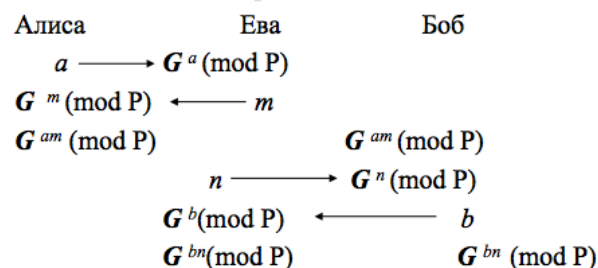 Алиса Ева Боб
a G ᵃ (mod P)
G ᵐ (mod P) m
G ᵃᵐ (mod P) G ᵃᵐ (mod P)
n G ⁿ (mod P)
G ᵇ(mod P) b
G ᵇⁿ(mod P) G ᵇⁿ (mod P)